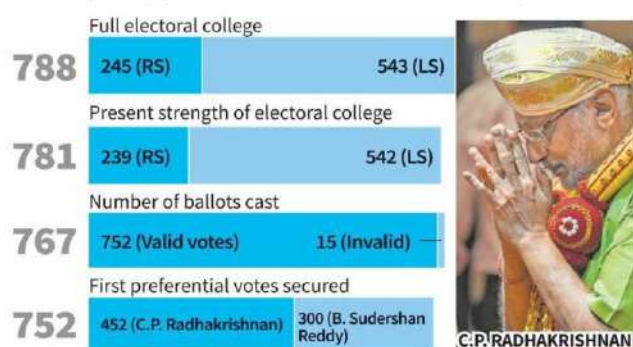 Full electoral college
788 245 (RS) 543 (LS)
Present strength of electoral college
781 239 (RS) 542 (LS)
Number of ballots cast
767 752 (Valid votes) 15 (Invalid)
First preferential votes secured
752 452 (C.P. Radhakrishnan) 300 (B. Sudershan
Reddy)
C.P. RADHAKRISHNAN